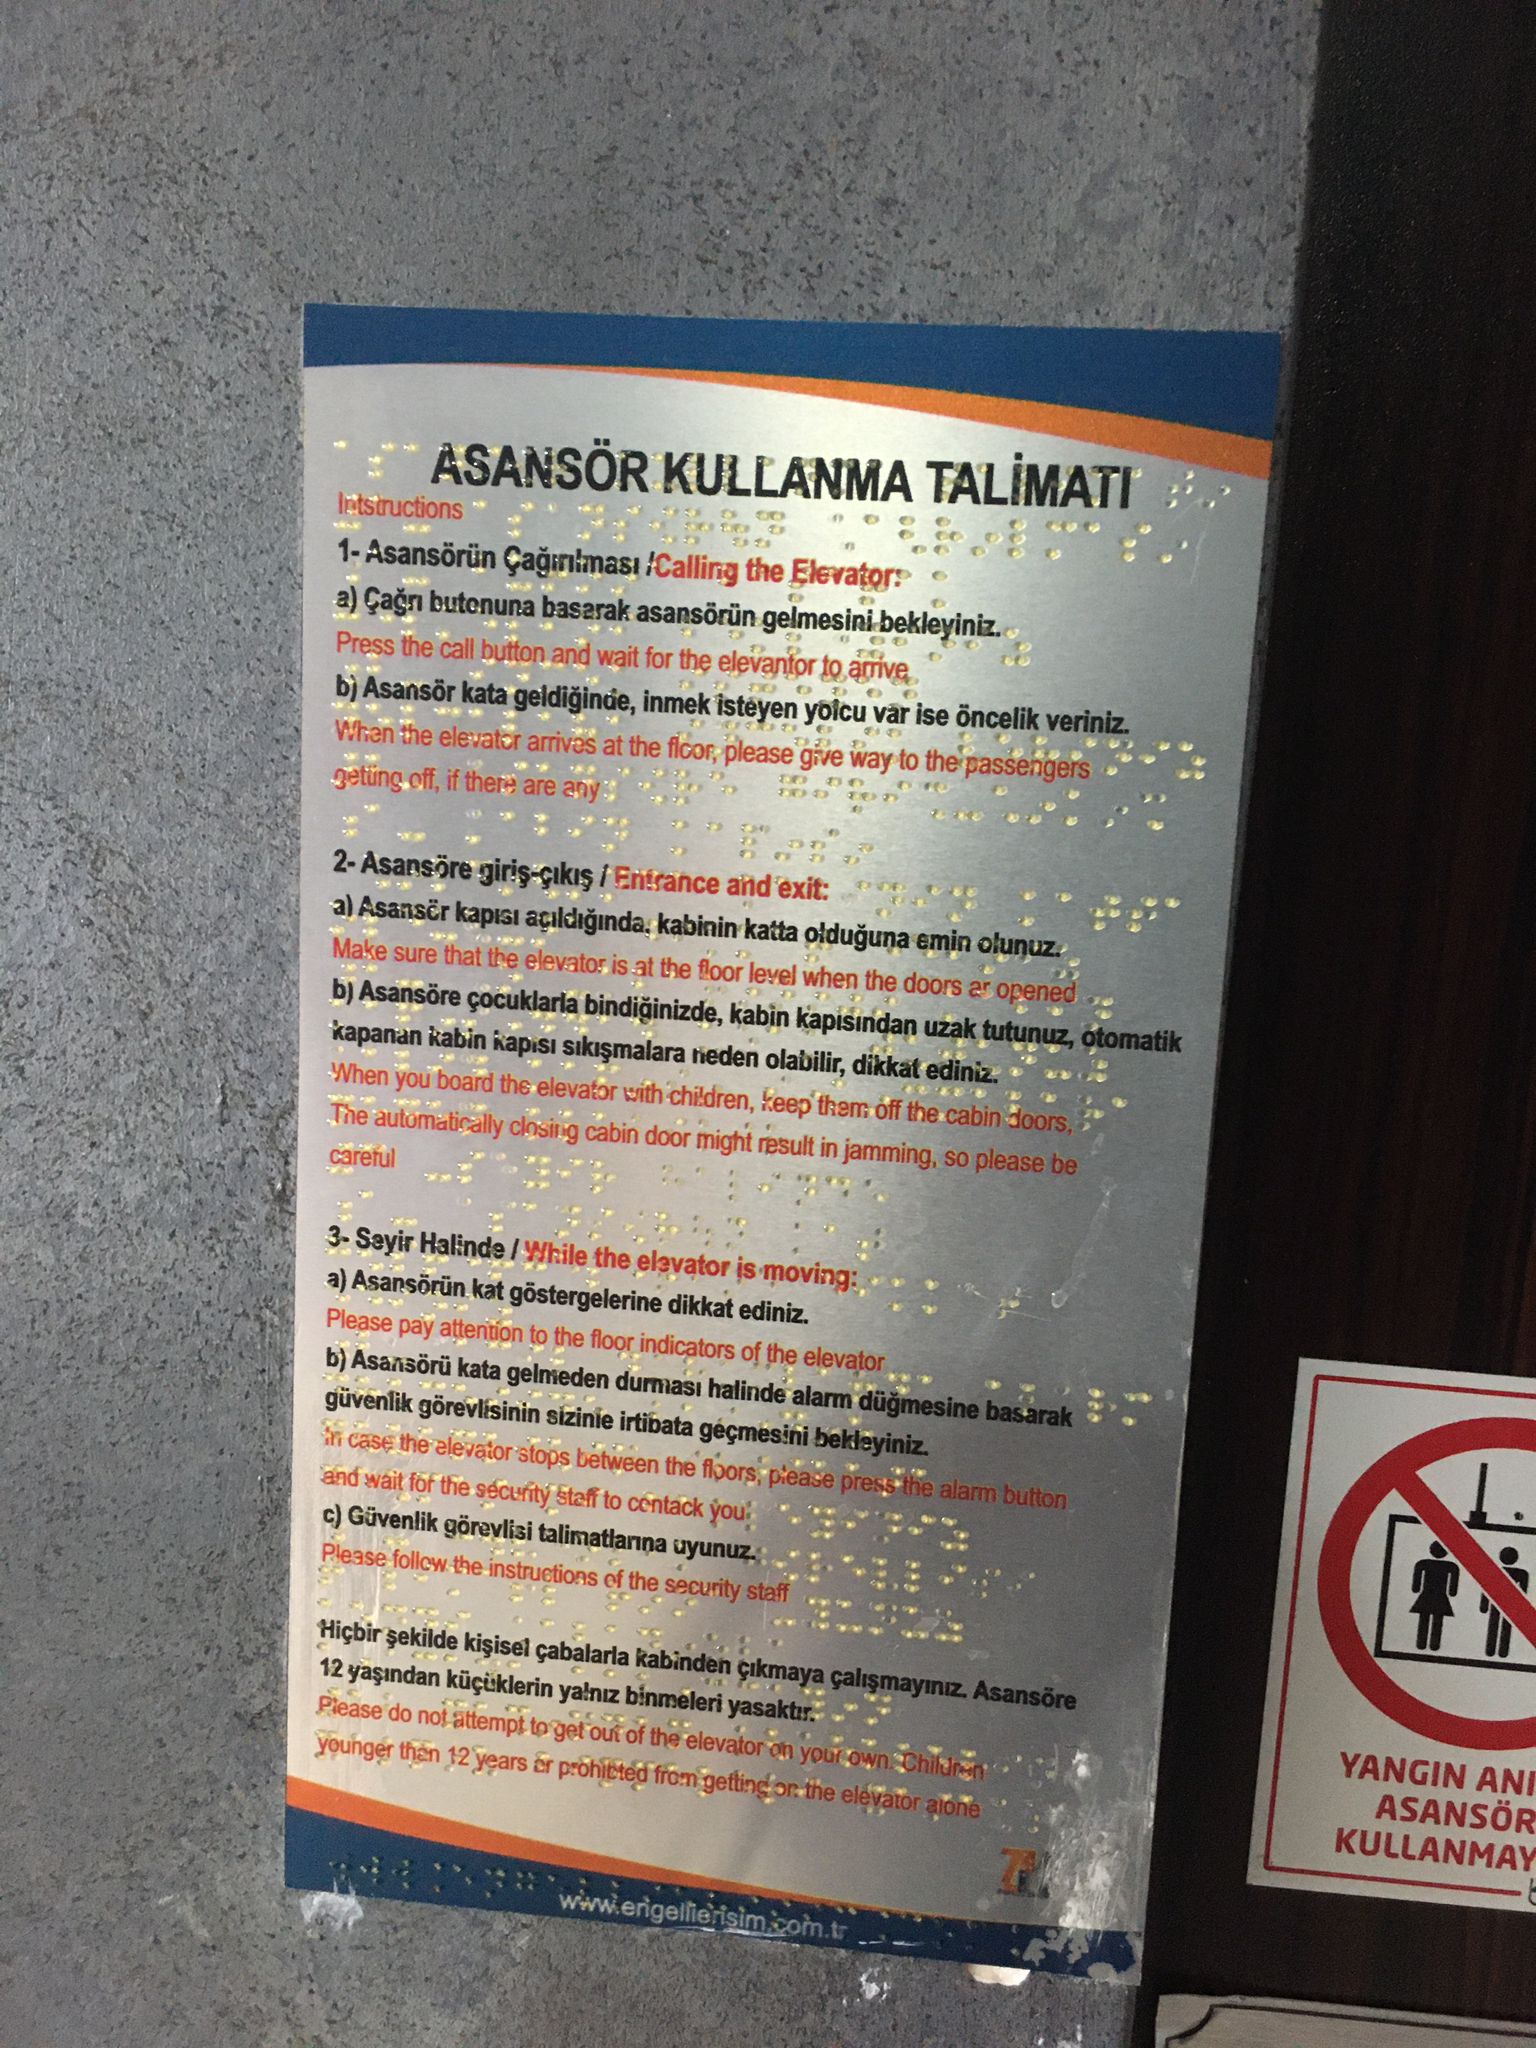 ASANSÖR KULLANMA TALİMATI
Intstructions
1- Asansörün Çağırılması /Calling the Elevator:
a) Çağrı butonuna basarak asansörün gelmesini bekleyiniz.
Press the call button and wait for the elevantor to arrive
b) Asansör kata geldiğinde, inmek isteyen yolcu var ise öncelik veriniz.
When the elevator arrives at the floor, please give way to the passengers
getting off, if there are any
2- Asansöre giriş-çıkış / Entrance and exit:
a) Asansör kapısı açıldığında, kabinin katta olduğuna emin olunuz.
Make sure that the elevator is at the floor level when the doors ar opened
b) Asansöre çocuklarla bindiğinizde, kabin kapısından uzak tutunuz, otomatik
kapanan kabin kapısı sıkışmalara neden olabilir, dikkat ediniz.
When you board the elevator with children, keep them off the cabin doors,
The automatically closing cabin door might result in jamming, so please be
careful
3- Seyir Halinde / While the elevator is moving:
a) Asansörün kat göstergelerine dikkat ediniz.
Please pay attention to the floor indicators of the elevator
b) Asansörü kata gelmeden durması halinde alarm düğmesine basarak
güvenlik görevlisinin sizinle irtibata geçmesini bekleyiniz.
In case the elevator stops between the floors, please press the alarm button
and wait for the security staff to contack you
c) Güvenlik görevlisi talimatlarına uyunuz.
Please follow the instructions of the security staff
Hiçbir şekilde kişisel çabalarla kabinden çıkmaya çalışmayınız. Asansöre
12 yaşından küçüklerin yalnız binmeleri yasaktır.
Please do not attempt to get out of the elevator on your own. Children
younger than 12 years or prohibted from getting on the elevator alone
www.engellierisim.com.tr
YANGIN ANI
ASANSÖR
KULLANMAY